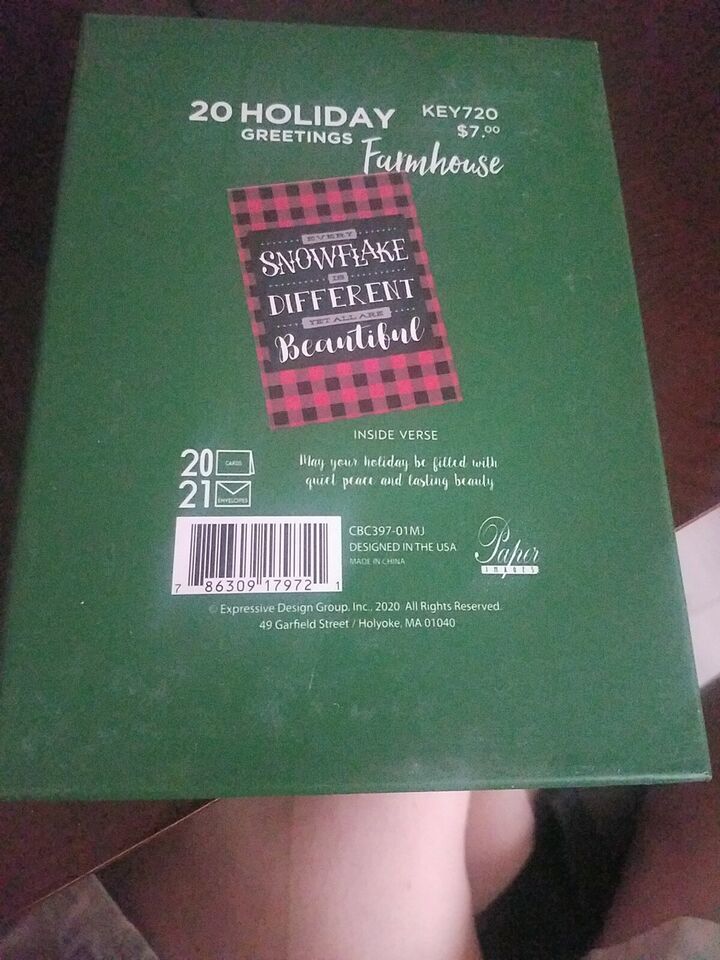 20 HOLIDAY
GREETINGS
KEY720
$7.00
Farmhouse
EVERY
SNOWFLAKE
IS
DIFFERENT
YET ALL ARE
Beautiful
INSIDE VERSE
May your holiday be filled with
quiet peace and lasting beauty
20 CARDS
21 ENVELOPES
7 86309 17972 1
CBC397-01MJ
DESIGNED IN THE USA
MADE IN CHINA
Paper
IMAGES
© Expressive Design Group, Inc., 2020 All Rights Reserved.
49 Garfield Street / Holyoke, MA 01040